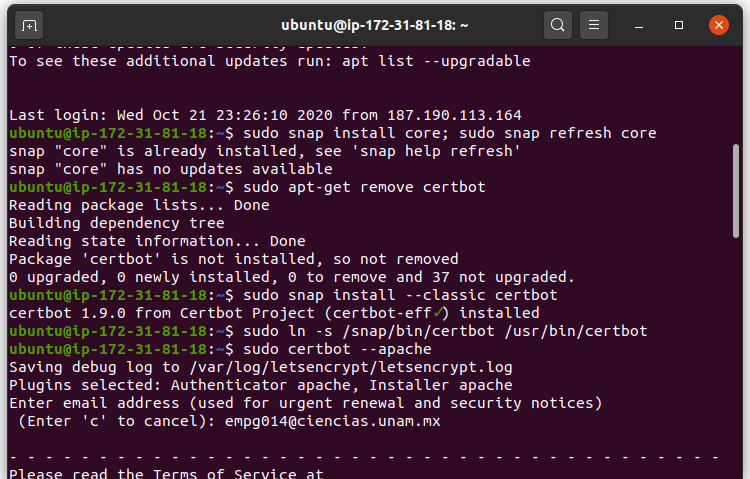 ubuntu@ip-172-31-81-18: ~
To see these additional updates run: apt list --upgradable
Last login: Wed Oct 21 23:26:10 2020 from 187.190.113.164
ubuntu@ip-172-31-81-18:~$ sudo snap install core; sudo snap refresh core
snap "core" is already installed, see 'snap help refresh'
snap "core" has no updates available
ubuntu@ip-172-31-81-18:~$ sudo apt-get remove certbot
Reading package lists... Done
Building dependency tree
Reading state information... Done
Package 'certbot' is not installed, so not removed
0 upgraded, 0 newly installed, 0 to remove and 37 not upgraded.
ubuntu@ip-172-31-81-18:~$ sudo snap install --classic certbot
certbot 1.9.0 from Certbot Project (certbot-eff✓) installed
ubuntu@ip-172-31-81-18:~$ sudo ln -s /snap/bin/certbot /usr/bin/certbot
ubuntu@ip-172-31-81-18:~$ sudo certbot --apache
Saving debug log to /var/log/letsencrypt/letsencrypt.log
Plugins selected: Authenticator apache, Installer apache
Enter email address (used for urgent renewal and security notices)
 (Enter 'c' to cancel): empg014@ciencias.unam.mx
- - - - - - - - - - - - - - - - - - - - - - - - - - - - - - - - - - - - - - - -
Please read the Terms of Service at